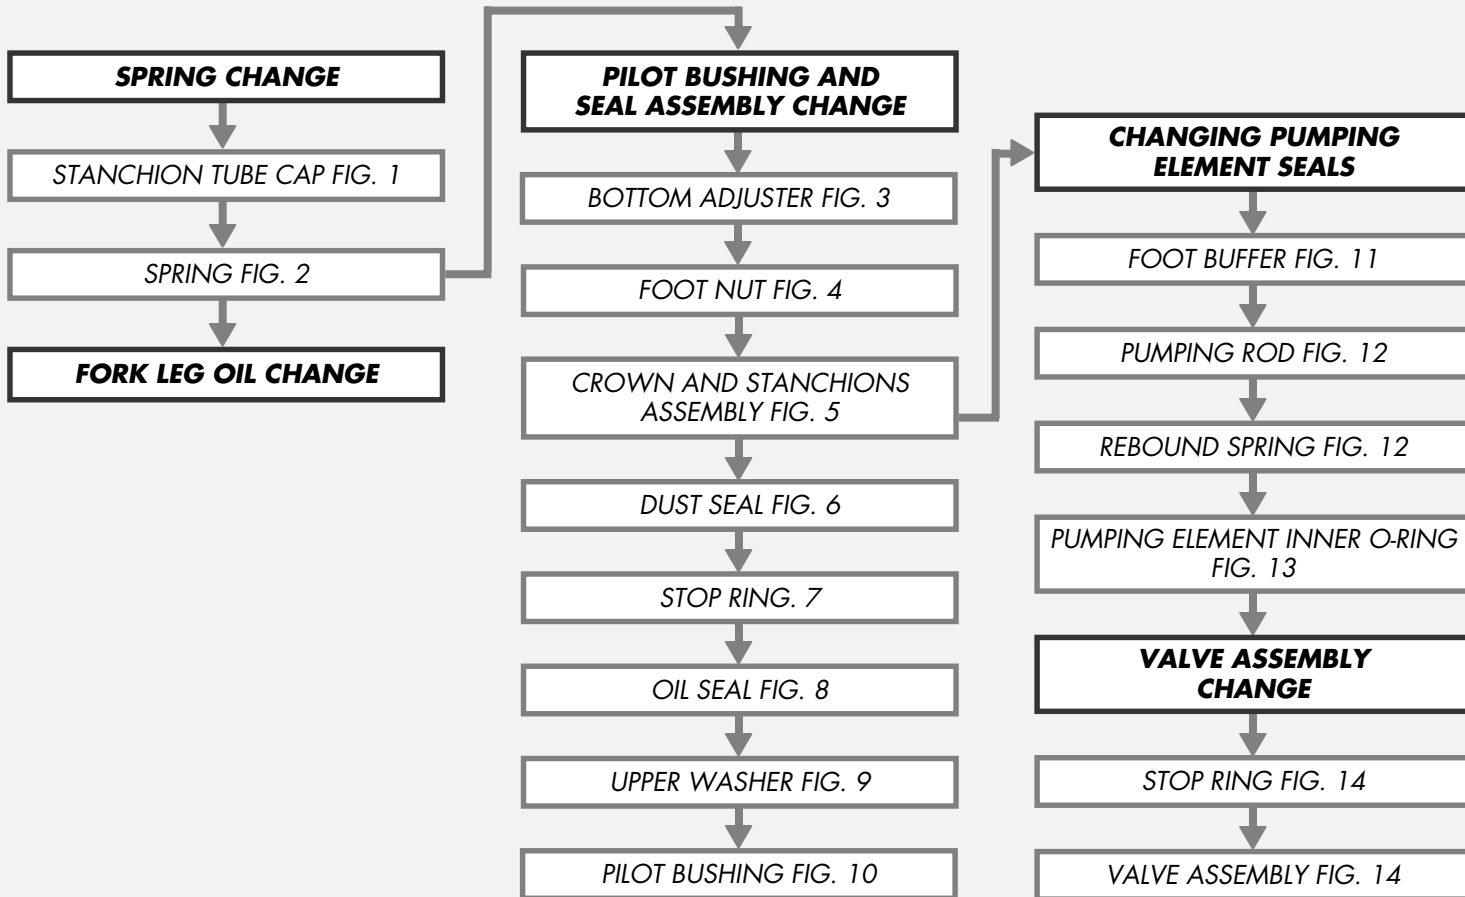 SPRING CHANGE
STANCHION TUBE CAP FIG. 1
SPRING FIG. 2
FORK LEG OIL CHANGE
PILOT BUSHING AND
SEAL ASSEMBLY CHANGE
BOTTOM ADJUSTER FIG. 3
FOOT NUT FIG. 4
CROWN AND STANCHIONS
ASSEMBLY FIG. 5
DUST SEAL FIG. 6
STOP RING. 7
OIL SEAL FIG. 8
UPPER WASHER FIG. 9
PILOT BUSHING FIG. 10
CHANGING PUMPING
ELEMENT SEALS
FOOT BUFFER FIG. 11
PUMPING ROD FIG. 12
REBOUND SPRING FIG. 12
PUMPING ELEMENT INNER O-RING
FIG. 13
VALVE ASSEMBLY
CHANGE
STOP RING FIG. 14
VALVE ASSEMBLY FIG. 14